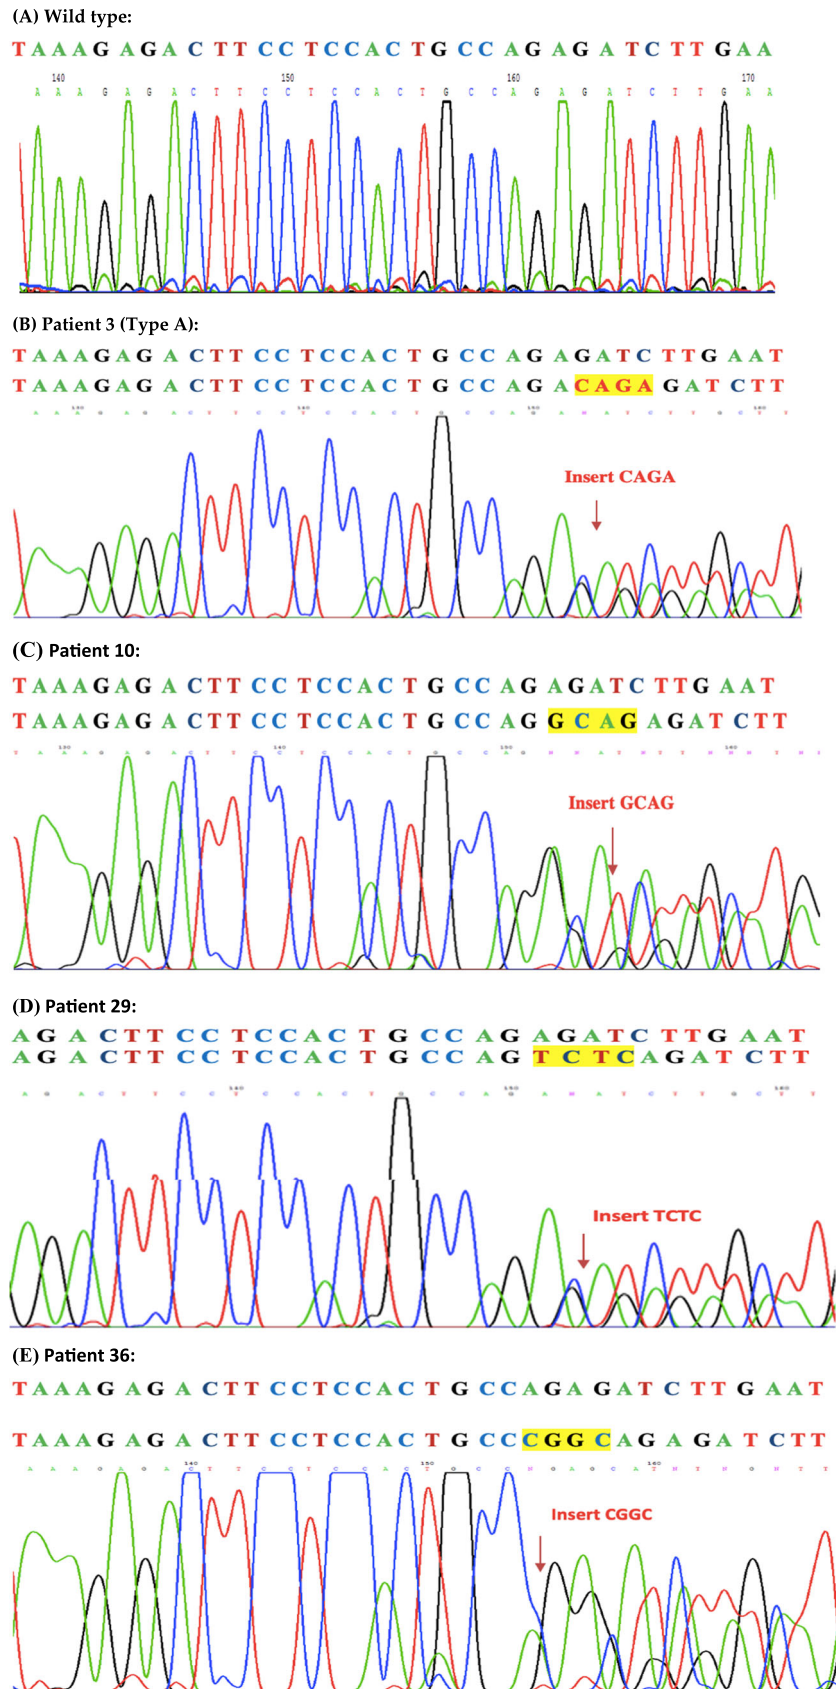 (A) Wild type:
TAAAGAGACTTCCTCCACTGCCAGAGATCTTGAA
140 150 160 170
A A A G A G A C T T C C T C C A C T G C C A G A G A T C T T G A A
(B) Patient 3 (Type A):
TAAAGAGACTTCCTCCACTGCCAGAGATCTTGAAT
TAAAGAGACTTCCTCCACTGCCAGACAGAGATCTT
Insert CAGA
(C) Patient 10:
TAAAGAGACTTCCTCCACTGCCAGAGATCTTGAAT
TAAAGAGACTTCCTCCACTGCCAGGCAGAGATCTT
Insert GCAG
(D) Patient 29:
AGACTTCCTCCACTGCCAGAGATCTTGAAT
AGACTTCCTCCACTGCCAGTCTCAGATCTT
Insert TCTC
(E) Patient 36:
TAAAGAGACTTCCTCCACTGCCAGAGATCTTGAAT
TAAAGAGACTTCCTCCACTGCCCGGCAGAGATCTT
Insert CGGC